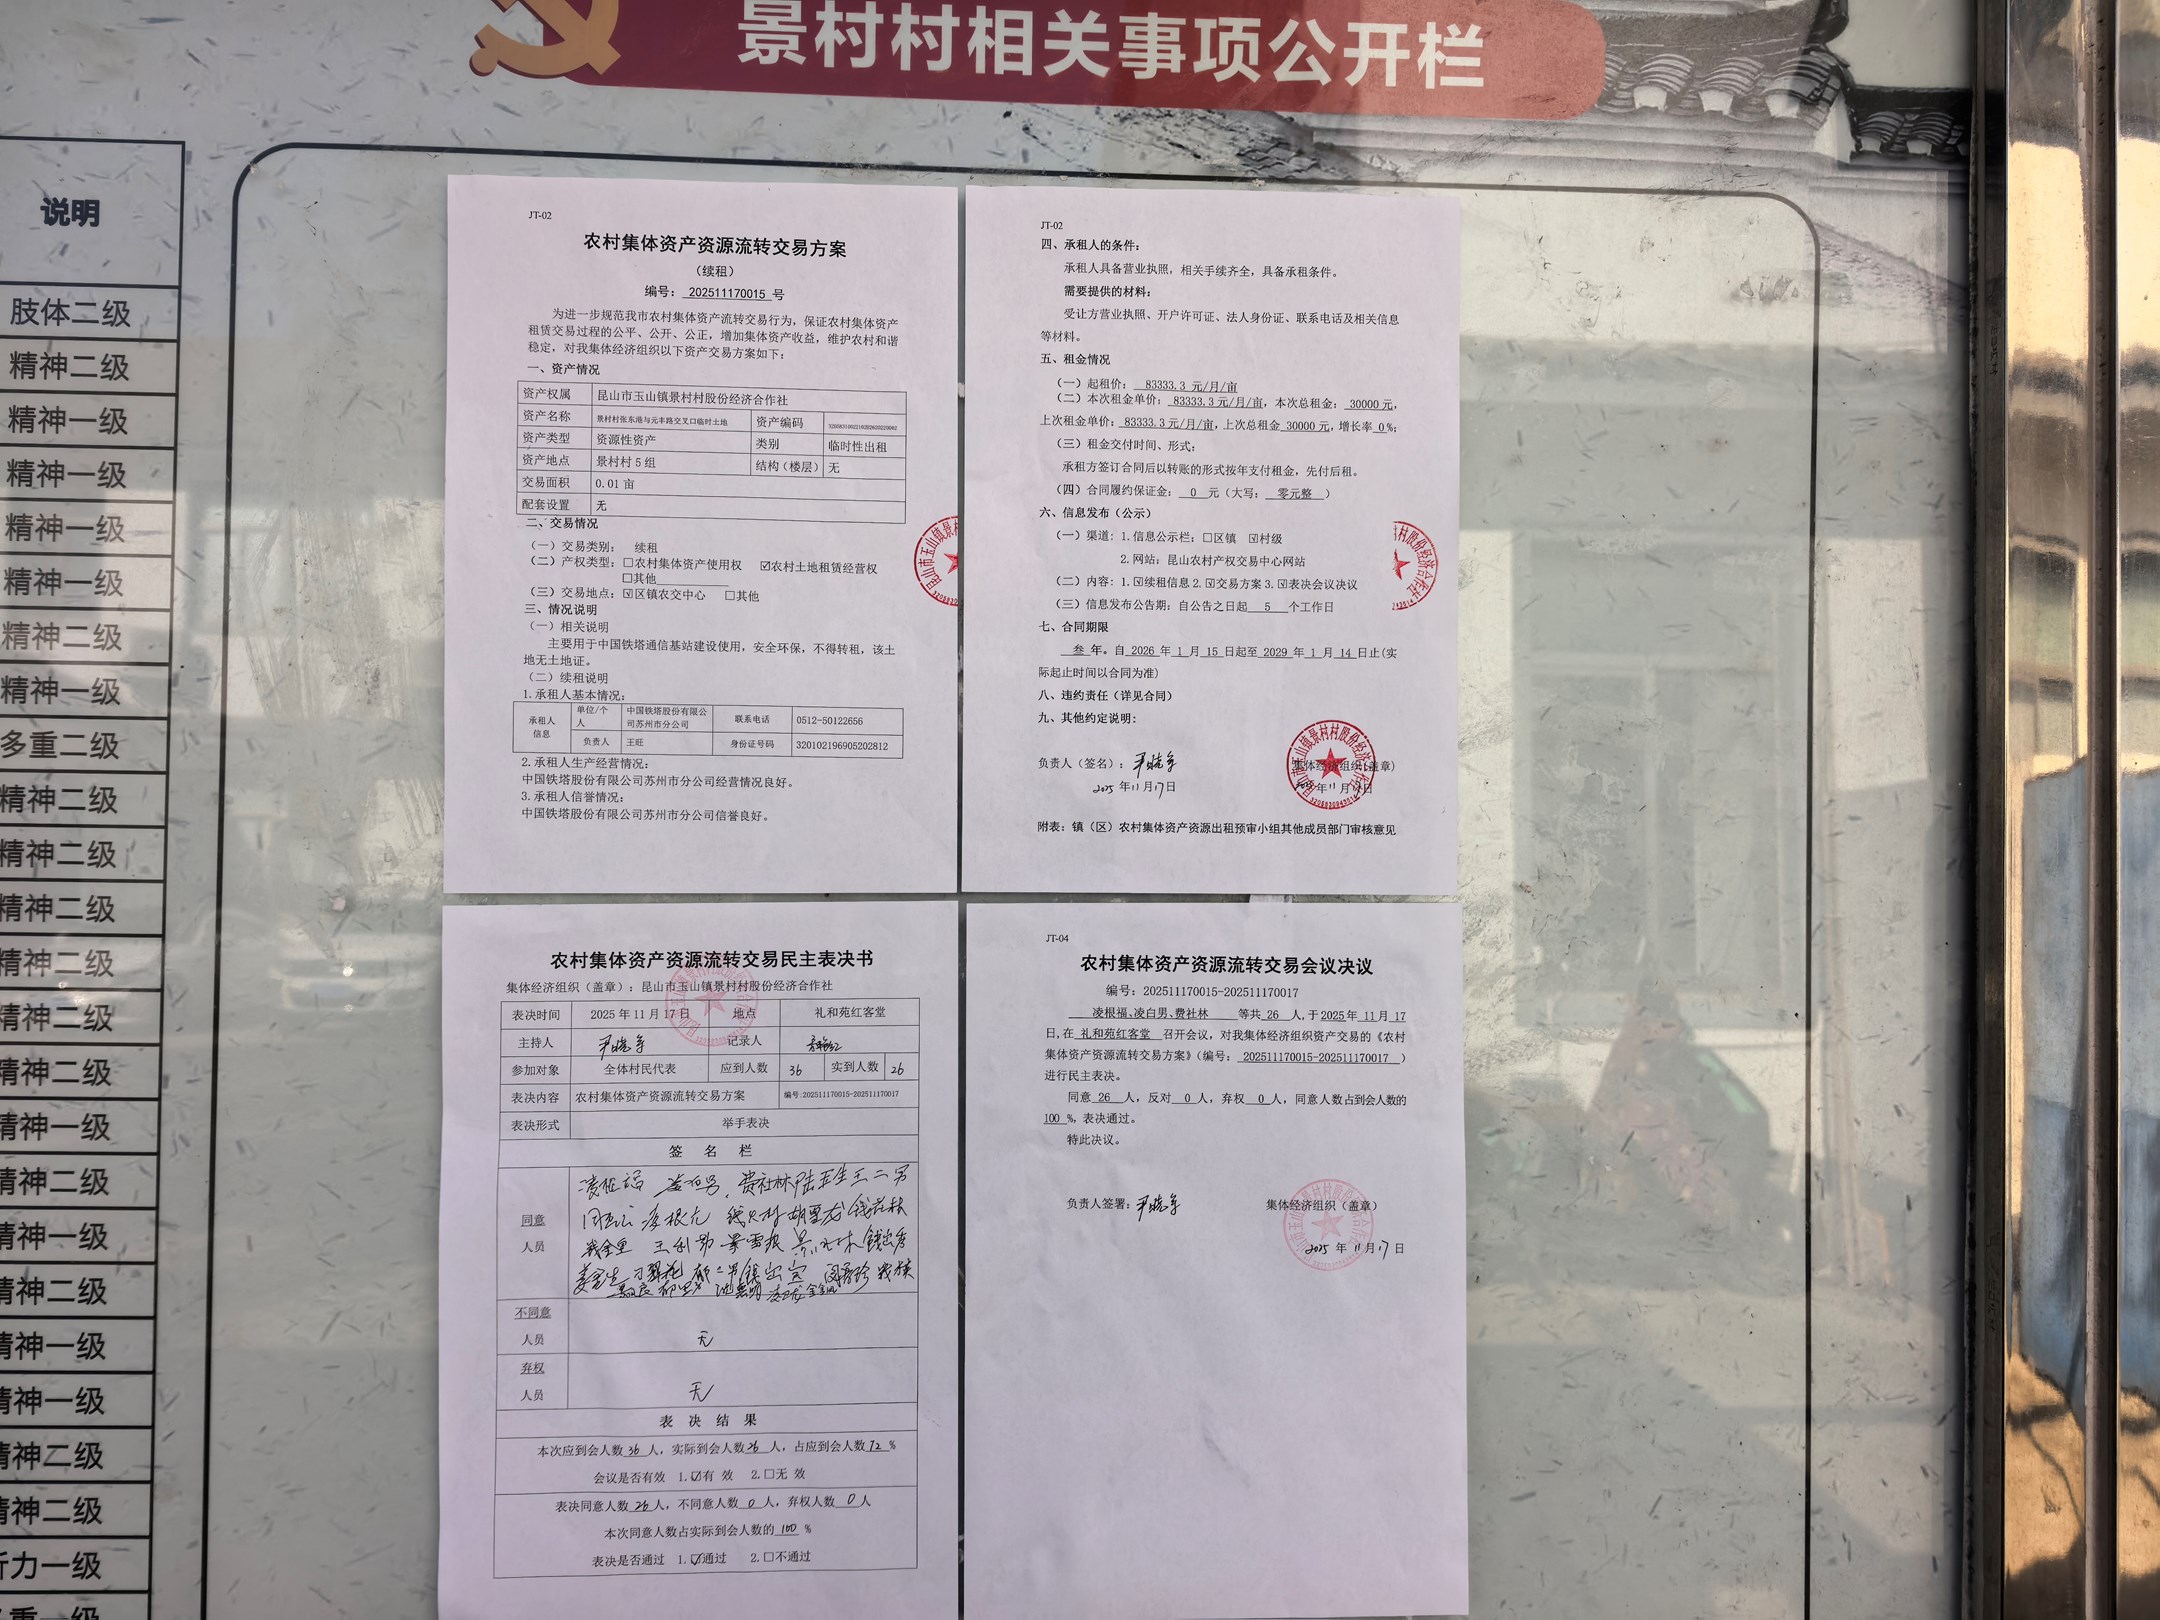 景村村相关事项公开栏
说明
肢体二级
精神二级
精神一级
精神一级
精神一级
精神一级
精神二级
精神一级
多重二级
精神二级
精神二级
精神二级
精神二级
精神二级
精神二级
精神一级
精神二级
精神一级
精神二级
精神一级
精神一级
精神二级
精神二级
听力一级
JT-02
农村集体资产资源流转交易方案
（续租）
编号：202511170015 号
为进一步规范我市农村集体资产流转交易行为，保证农村集体资产
租赁交易过程的公平、公开、公正，增加集体资产收益，维护农村和谐
稳定，对我集体经济组织以下资产交易方案如下：
一、资产情况
资产权属 昆山市玉山镇景村村股份经济合作社
资产名称 景村村张东港与元丰路交叉口临时土地 资产编码
资产类型 资源性资产 类别 临时性出租
资产地点 景村村 5 组 结构（楼层） 无
交易面积 0.01 亩
配套设置 无
二、交易情况
（一）交易类别： 续租
（二）产权类型：☐农村集体资产使用权 ☑农村土地租赁经营权
☐其他
（三）交易地点：☑区镇农交中心 ☐其他
三、情况说明
（一）相关说明
主要用于中国铁塔通信基站建设使用，安全环保，不得转租，该土
地无土地证。
（二）续租说明
1.承租人基本情况：
承租人信息 单位/个人 中国铁塔股份有限公司苏州市分公司 联系电话 0512-50122656
负责人 王旺 身份证号码 320102196905202812
2.承租人生产经营情况：
中国铁塔股份有限公司苏州市分公司经营情况良好。
3.承租人信誉情况：
中国铁塔股份有限公司苏州市分公司信誉良好。
JT-02
四、承租人的条件：
承租人具备营业执照，相关手续齐全，具备承租条件。
需要提供的材料：
受让方营业执照、开户许可证、法人身份证、联系电话及相关信息
等材料。
五、租金情况
（一）起租价： 83333.3 元/月/亩
（二）本次租金单价：83333.3 元/月/亩，本次总租金： 30000 元，
上次租金单价：83333.3 元/月/亩，上次总租金 30000 元，增长率 0 %；
（三）租金交付时间、形式：
承租方签订合同后以转账的形式按年支付租金，先付后租。
（四）合同履约保证金： 0 元（大写： 零元整 ）
六、信息发布（公示）
（一）渠道：1.信息公示栏：☐区镇 ☑村级
2.网站：昆山农村产权交易中心网站
（二）内容：1.☑续租信息 2.☑交易方案 3.☑表决会议决议
（三）信息发布公告期：自公告之日起 5 个工作日
七、合同期限
叁 年。自 2026 年 1 月 15 日起至 2029 年 1 月 14 日止(实
际起止时间以合同为准)
八、违约责任（详见合同）
九、其他约定说明：
负责人（签名）：
集体经济组织(盖章)
2025 年 11 月 17 日
2025 年 11 月 17 日
附表：镇（区）农村集体资产资源出租预审小组其他成员部门审核意见
农村集体资产资源流转交易民主表决书
集体经济组织（盖章）：昆山市玉山镇景村村股份经济合作社
表决时间 2025 年 11 月 17 日 地点 礼和苑红客堂
主持人 记录人
参加对象 全体村民代表 应到人数 36 实到人数 26
表决内容 农村集体资产资源流转交易方案 编号:202511170015-202511170017
表决形式 举手表决
签 名 栏
同意
人员
不同意
人员 无
弃权
人员 无
表 决 结 果
本次应到会人数 36 人，实际到会人数 26 人，占应到会人数 72 %
会议是否有效 1.☑有 效 2.☐无 效
表决同意人数 26 人，不同意人数 0 人，弃权人数 0 人
本次同意人数占实际到会人数的 100 %
表决是否通过 1.☑通过 2.☐不通过
JT-04
农村集体资产资源流转交易会议决议
编号：202511170015-202511170017
凌根福、凌白男、费社林 等共 26 人，于 2025 年 11 月 17
日，在 礼和苑红客堂 召开会议，对我集体经济组织资产交易的《农村
集体资产资源流转交易方案》（编号：202511170015-202511170017）
进行民主表决。
同意 26 人，反对 0 人，弃权 0 人，同意人数占到会人数的
100 %，表决通过。
特此决议。
负责人签署： 集体经济组织（盖章）
2025 年 11 月 17 日